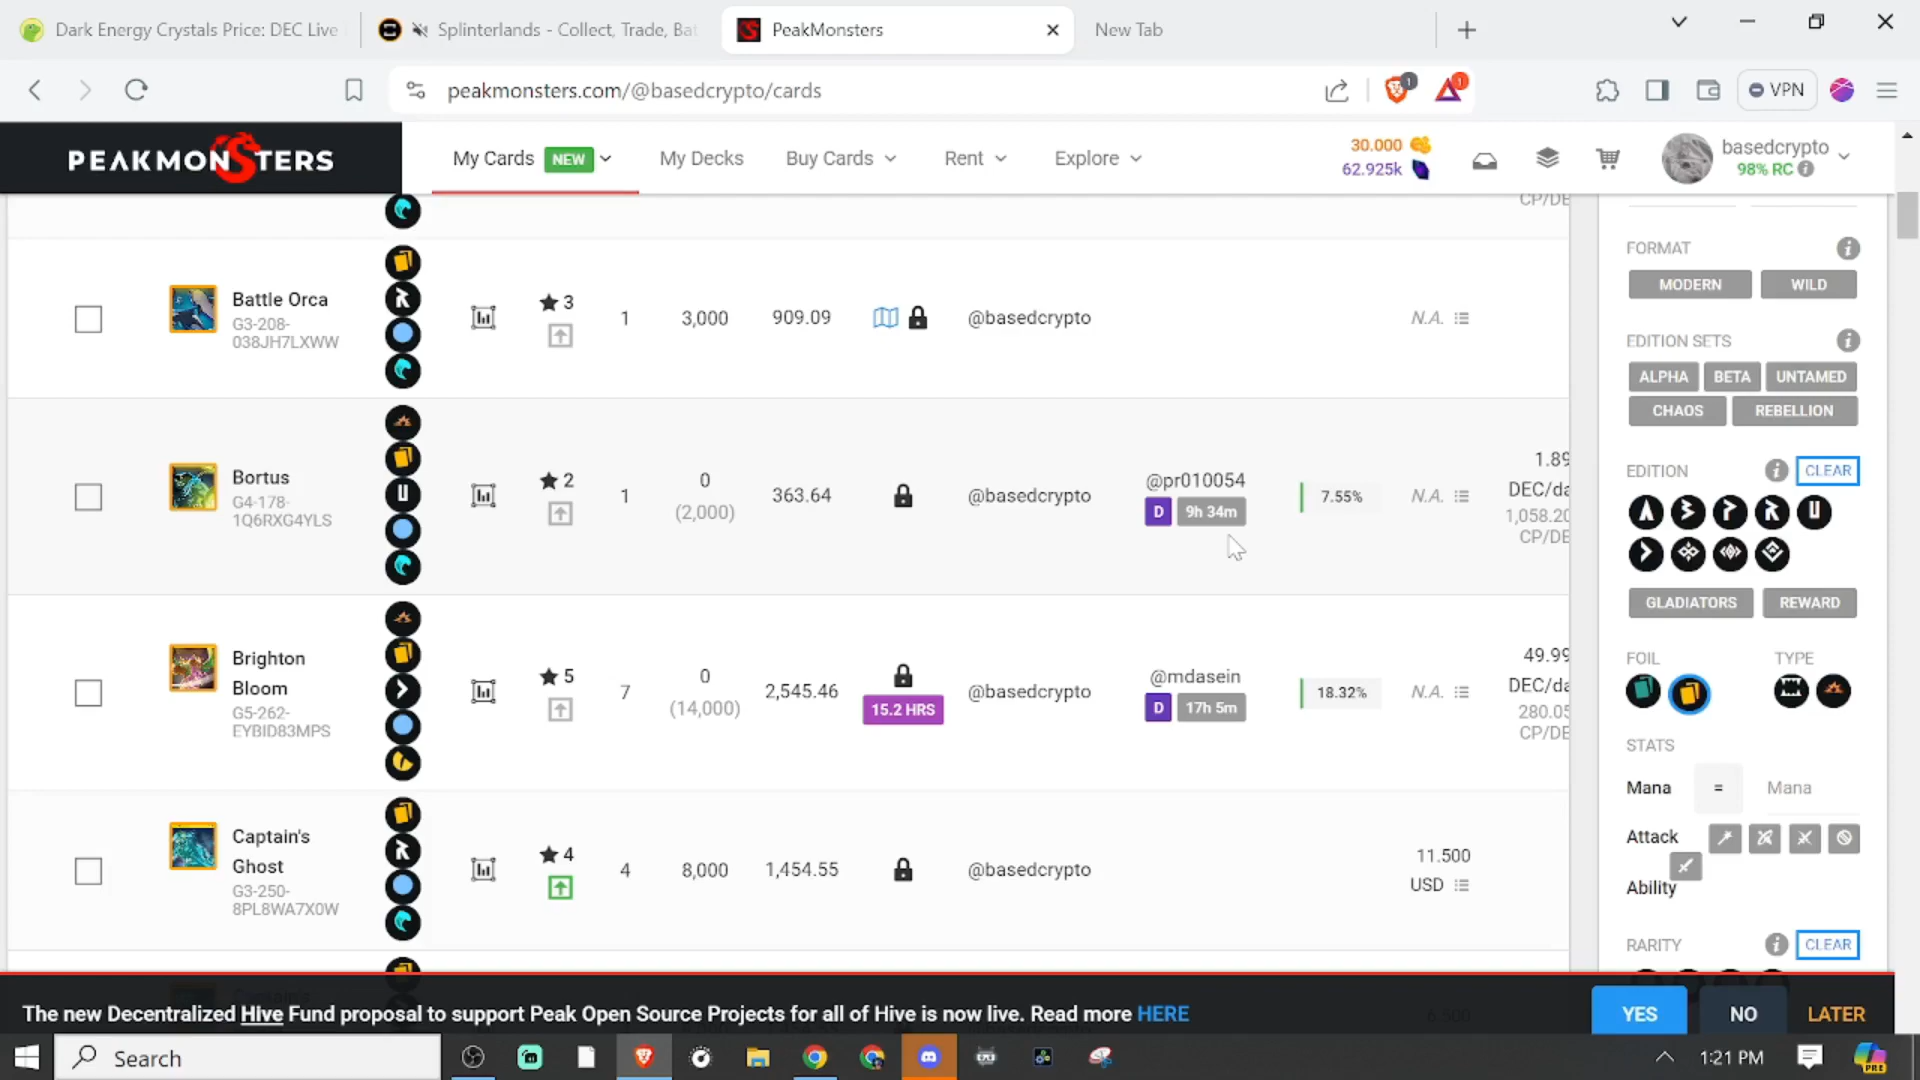 Dark Energy Crystals Price: DEC Live
Splinterlands - Collect, Trade, Bat
PeakMonsters
New Tab
peakmonsters.com/@basedcrypto/cards
1
1
VPN
PEAKMONSTERS
My Cards NEW
My Decks
Buy Cards
Rent
Explore
30.000
62.925k
basedcrypto
98% RC
CP/DE
Battle Orca
G3-208-
038JH7LXWW
3
1
3,000
909.09
@basedcrypto
N.A.
Bortus
G4-178-
1Q6RXG4YLS
2
1
0
(2,000)
363.64
@basedcrypto
@pr010054
D 9h 34m
7.55%
N.A.
1.89
DEC/da
1,058.20
CP/DE
Brighton
Bloom
G5-262-
EYBID83MPS
5
7
0
(14,000)
2,545.46
15.2 HRS
@basedcrypto
@mdasein
D 17h 5m
18.32%
N.A.
49.99
DEC/da
280.05
CP/DE
Captain's
Ghost
G3-250-
8PL8WA7X0W
4
4
8,000
1,454.55
@basedcrypto
11.500
USD
FORMAT
MODERN WILD
EDITION SETS
ALPHA BETA UNTAMED
CHAOS REBELLION
EDITION CLEAR
GLADIATORS REWARD
FOIL TYPE
STATS
Mana = Mana
Attack
Ability
RARITY CLEAR
The new Decentralized HIve Fund proposal to support Peak Open Source Projects for all of Hive is now live. Read more HERE
YES NO LATER
Search
1:21 PM
PRE